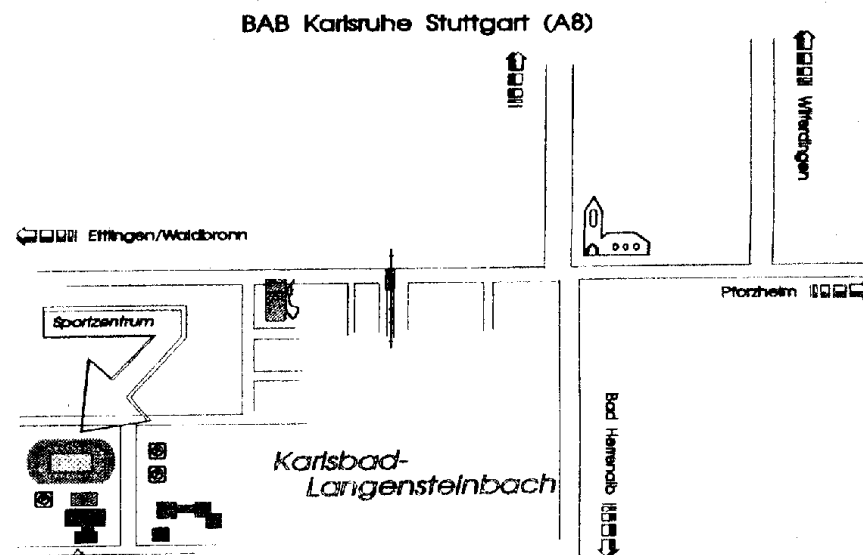 BAB Karlsruhe Stuttgart (A8)
Wilferdingen
Ettlingen/Waldbronn
Pforzheim
Sportzentrum
Bad Herrenalb
Karlsbad-
Langensteinbach